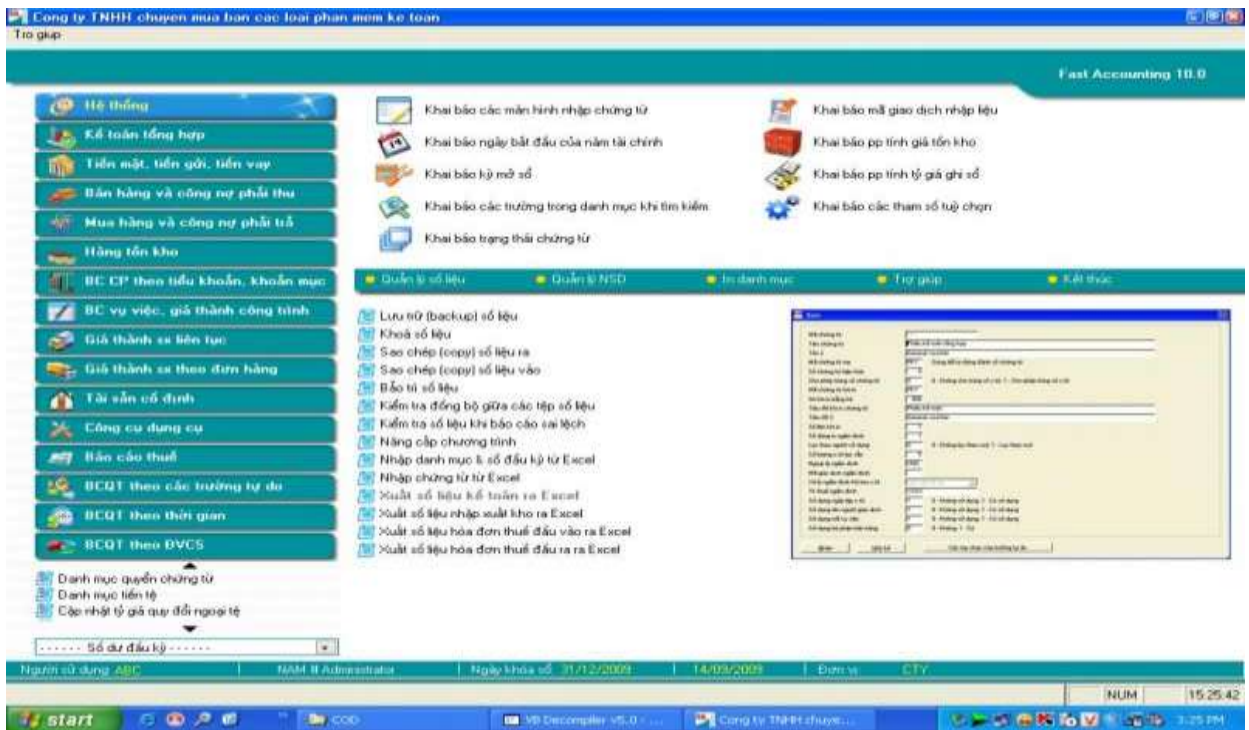 Cong ty TNHH chuyen mua ban cac loai phan mem ke toan
Tro giup
Fast Accounting 10.0
Hệ thống
Kế toán tổng hợp
Tiền mặt, tiền gửi, tiền vay
Bán hàng và công nợ phải thu
Mua hàng và công nợ phải trả
Hàng tồn kho
BC CP theo tiểu khoản, khoản mục
BC vụ việc, giá thành công trình
Giá thành sx liên tục
Giá thành sx theo đơn hàng
Tài sản cố định
Công cụ dụng cụ
Báo cáo thuế
BCQT theo các trường tự do
BCQT theo thời gian
BCQT theo ĐVCS
Danh mục quyển chứng từ
Danh mục tiền tệ
Cập nhật tỷ giá quy đổi ngoại tệ
------ Số dư đầu kỳ ------
Khai báo các màn hình nhập chứng từ
Khai báo ngày bắt đầu của năm tài chính
Khai báo kỳ mở sổ
Khai báo các trường trong danh mục khi tìm kiếm
Khai báo trạng thái chứng từ
Khai báo mã giao dịch nhập liệu
Khai báo pp tính giá tồn kho
Khai báo pp tính tỷ giá ghi sổ
Khai báo các tham số tuỳ chọn
Quản lý số liệu
Quản lý NSD
In danh mục
Trợ giúp
Kết thúc
Lưu trữ (backup) số liệu
Khoá số liệu
Sao chép (copy) số liệu ra
Sao chép (copy) số liệu vào
Bảo trì số liệu
Kiểm tra đồng bộ giữa các tệp số liệu
Kiểm tra số liệu khi báo cáo sai lệch
Nâng cấp chương trình
Nhập danh mục & số đầu kỳ từ Excel
Nhập chứng từ từ Excel
Xuất số liệu kế toán ra Excel
Xuất số liệu nhập xuất kho ra Excel
Xuất số liệu hóa đơn thuế đầu vào ra Excel
Xuất số liệu hóa đơn thuế đầu ra ra Excel
Người sử dụng ABC
Ngày khóa sổ 31/12/2009
14/09/2009
Đơn vị CTY
NUM 15:25:42
start
COD
VB Decompiler v5.0 - ...
Cong ty TNHH chuye...
3:25 PM